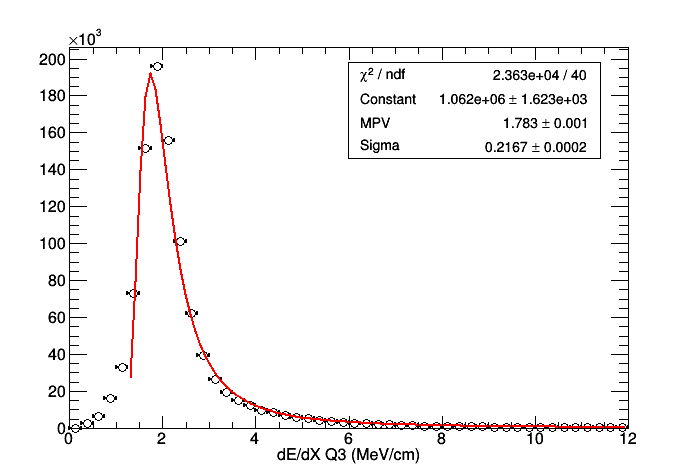 ×10³
200
180
160
140
120
100
80
60
40
20
0
0 2 4 6 8 10 12
dE/dX Q3 (MeV/cm)
χ² / ndf 2.363e+04 / 40
Constant 1.062e+06 ± 1.623e+03
MPV 1.783 ± 0.001
Sigma 0.2167 ± 0.0002